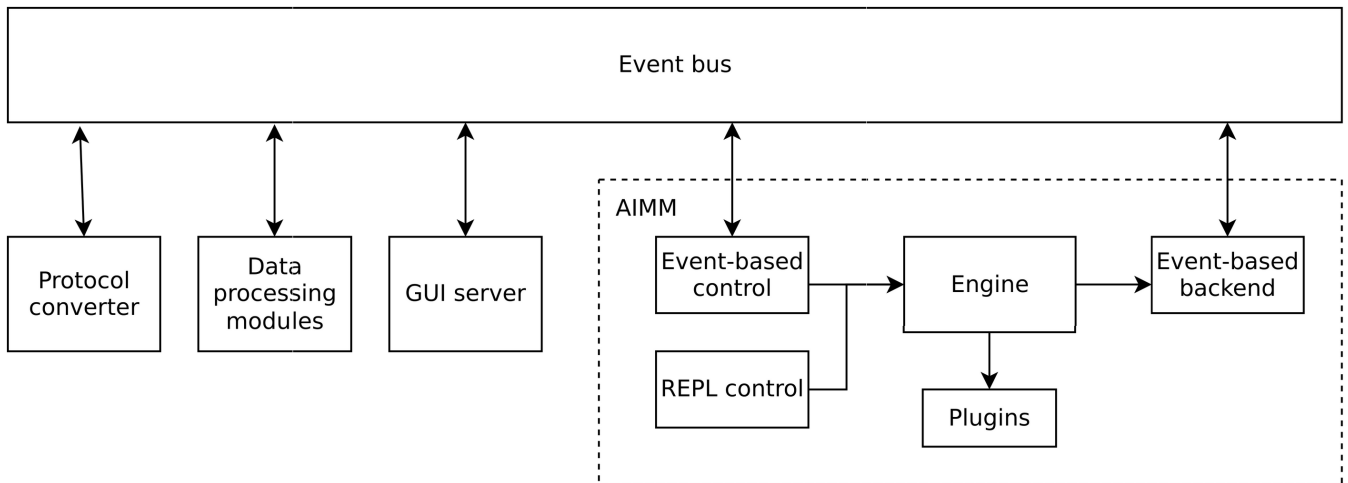 Event bus
AIMM
Protocol
converter
Data
processing
modules
GUI server
Event-based
control
Engine
Event-based
backend
REPL control
Plugins